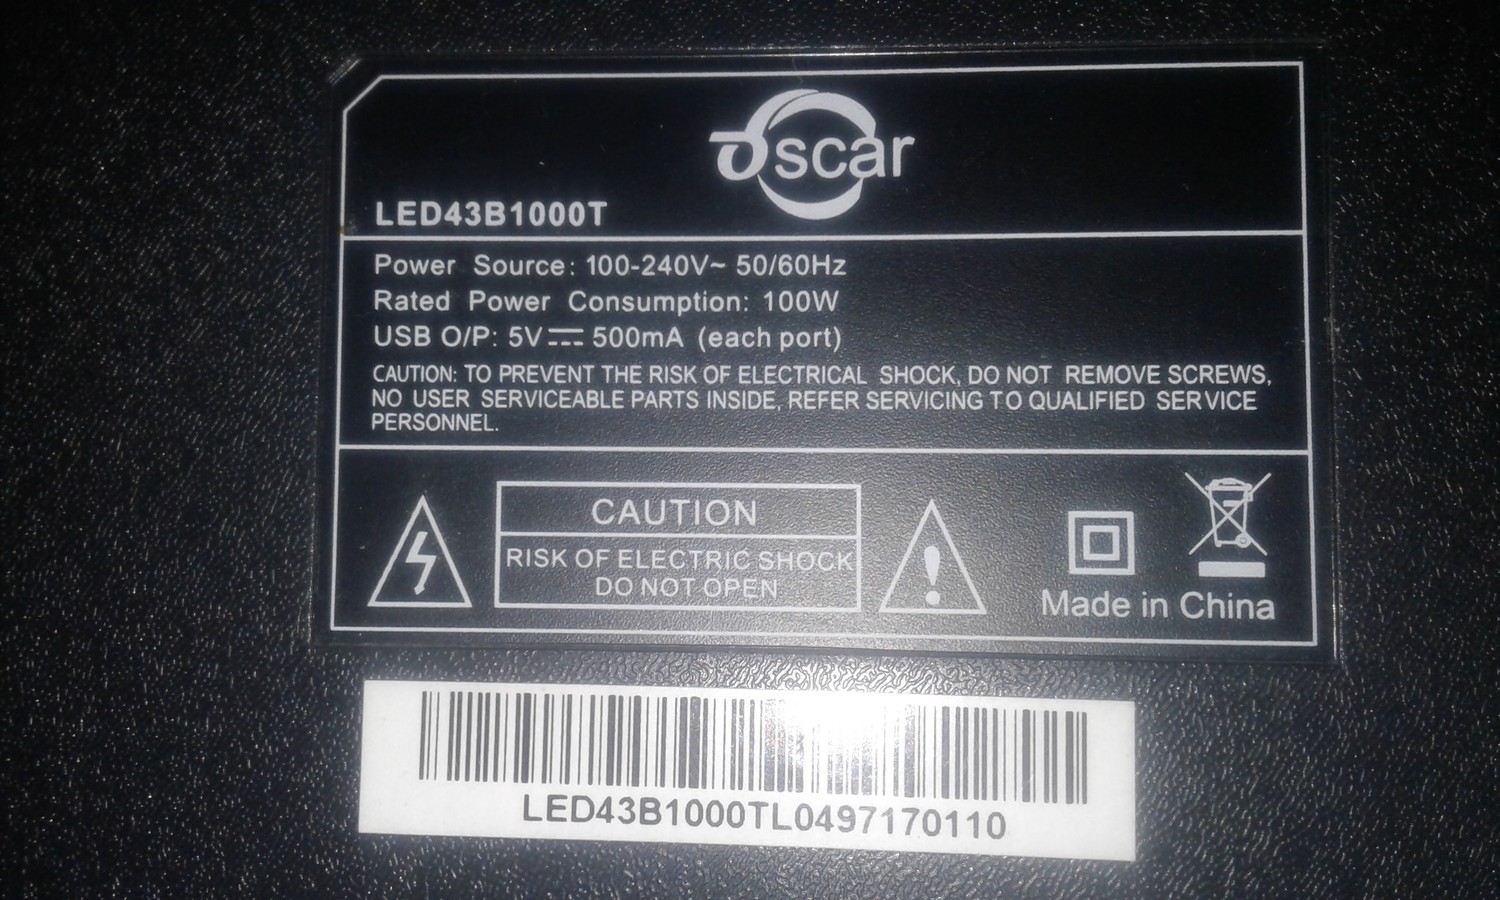 Oscar
LED43B1000T
Power Source: 100-240V~ 50/60Hz
Rated Power Consumption: 100W
USB O/P: 5V⎓ 500mA (each port)
CAUTION: TO PREVENT THE RISK OF ELECTRICAL SHOCK, DO NOT REMOVE SCREWS,
NO USER SERVICEABLE PARTS INSIDE, REFER SERVICING TO QUALIFIED SERVICE
PERSONNEL.
CAUTION
RISK OF ELECTRIC SHOCK
DO NOT OPEN
Made in China
LED43B1000TL0497170110